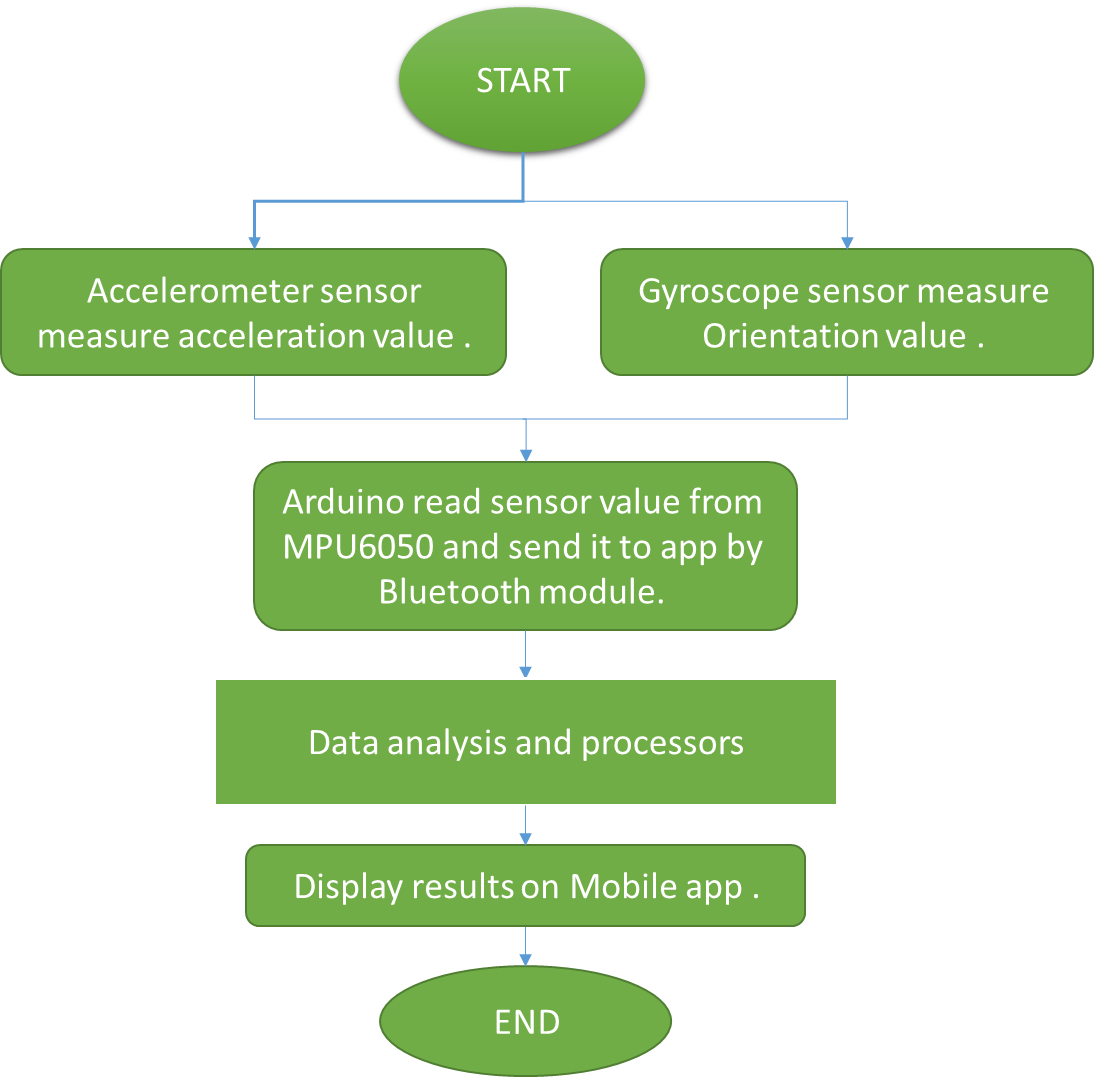 START
Accelerometer sensor
measure acceleration value .
Gyroscope sensor measure
Orientation value .
Arduino read sensor value from
MPU6050 and send it to app by
Bluetooth module.
Data analysis and processors
Display results on Mobile app .
END